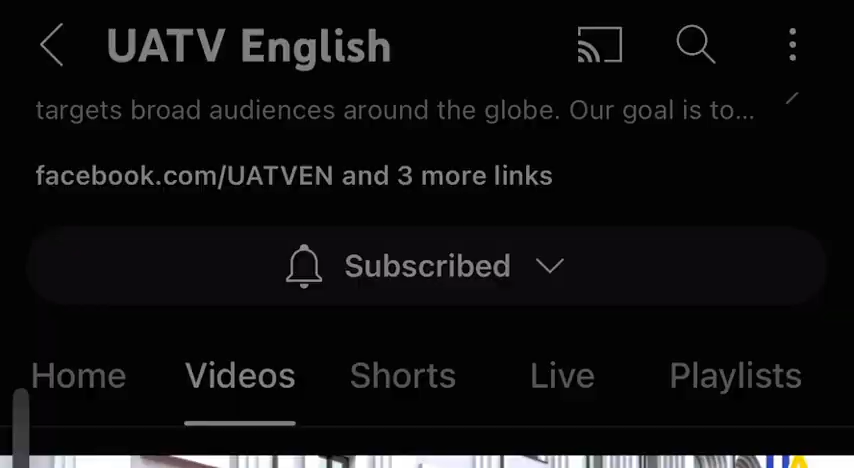 UATV English
targets broad audiences around the globe. Our goal is to...
facebook.com/UATVEN and 3 more links
Subscribed
Home Videos Shorts Live Playlists